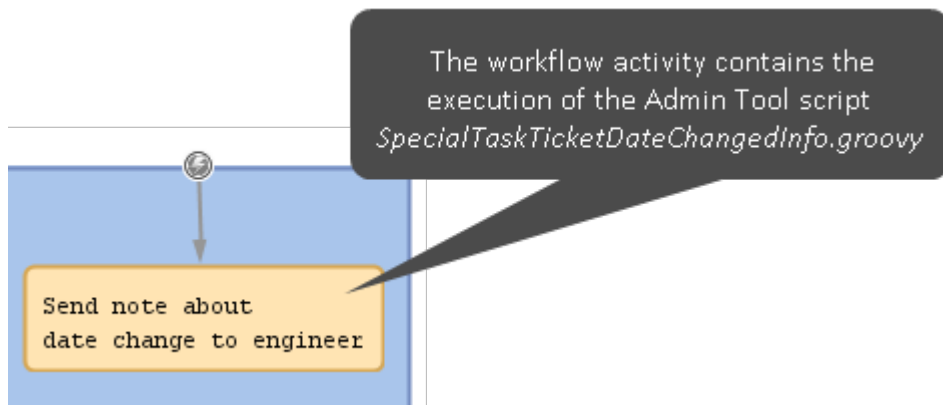 The workflow activity contains the
execution of the Admin Tool script
SpecialTaskTicketDateChangedInfo.groovy
Send note about
date change to engineer